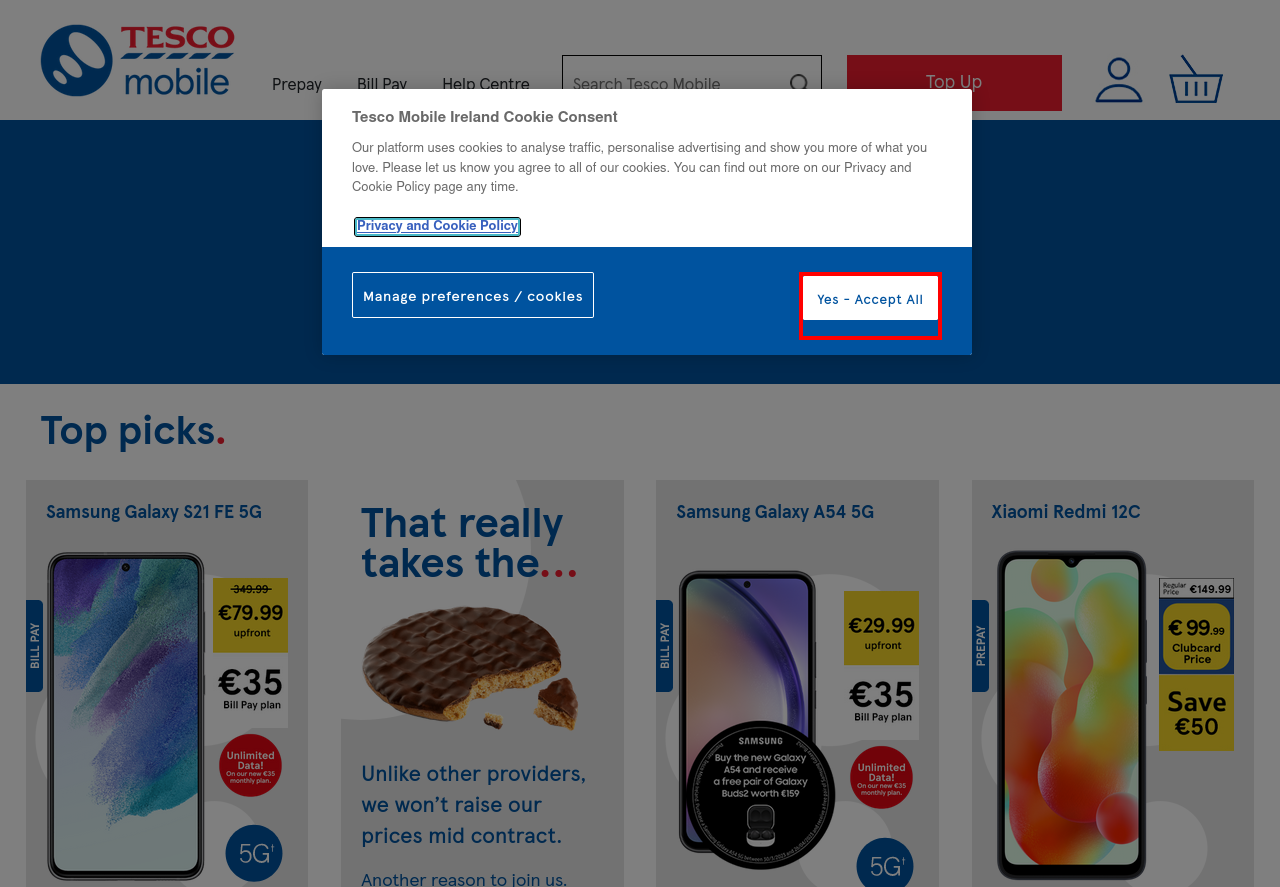 TESCO
mobile
Prepay
Bill Pay
Help Centre
Search Tesco Mobile
Top Up
Tesco Mobile Ireland Cookie Consent
Our platform uses cookies to analyse traffic, personalise advertising and show you more of what you
love. Please let us know you agree to all of our cookies. You can find out more on our Privacy and
Cookie Policy page any time.
Privacy and Cookie Policy
Manage preferences / cookies
Yes - Accept All
Top picks.
Samsung Galaxy S21 FE 5G
349.99
€79.99
upfront
BILL PAY
€35
Bill Pay plan
Unlimited
Data!
On our new €35
monthly plan.
5G†
That really
takes the...
Unlike other providers,
we won't raise our
prices mid contract.
Another reason to join us.
Samsung Galaxy A54 5G
€29.99
upfront
BILL PAY
€35
Bill Pay plan
SAMSUNG
Buy the new Galaxy
A54 and receive
a free pair of Galaxy
Buds2 worth €159
Unlimited
Data!
On our new €35
monthly plan.
5G†
Xiaomi Redmi 12C
Regular
Price
€149.99
€99.99
Clubcard
Price
PREPAY
Save
€50